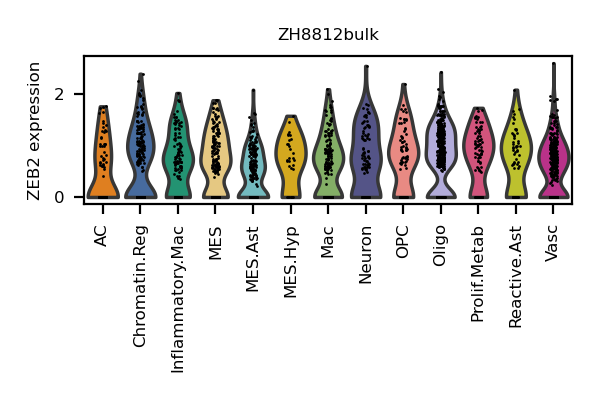 ZH8812bulk
ZEB2 expression
2
0
AC
Chromatin.Reg
Inflammatory.Mac
MES
MES.Ast
MES.Hyp
Mac
Neuron
OPC
Oligo
Prolif.Metab
Reactive.Ast
Vasc